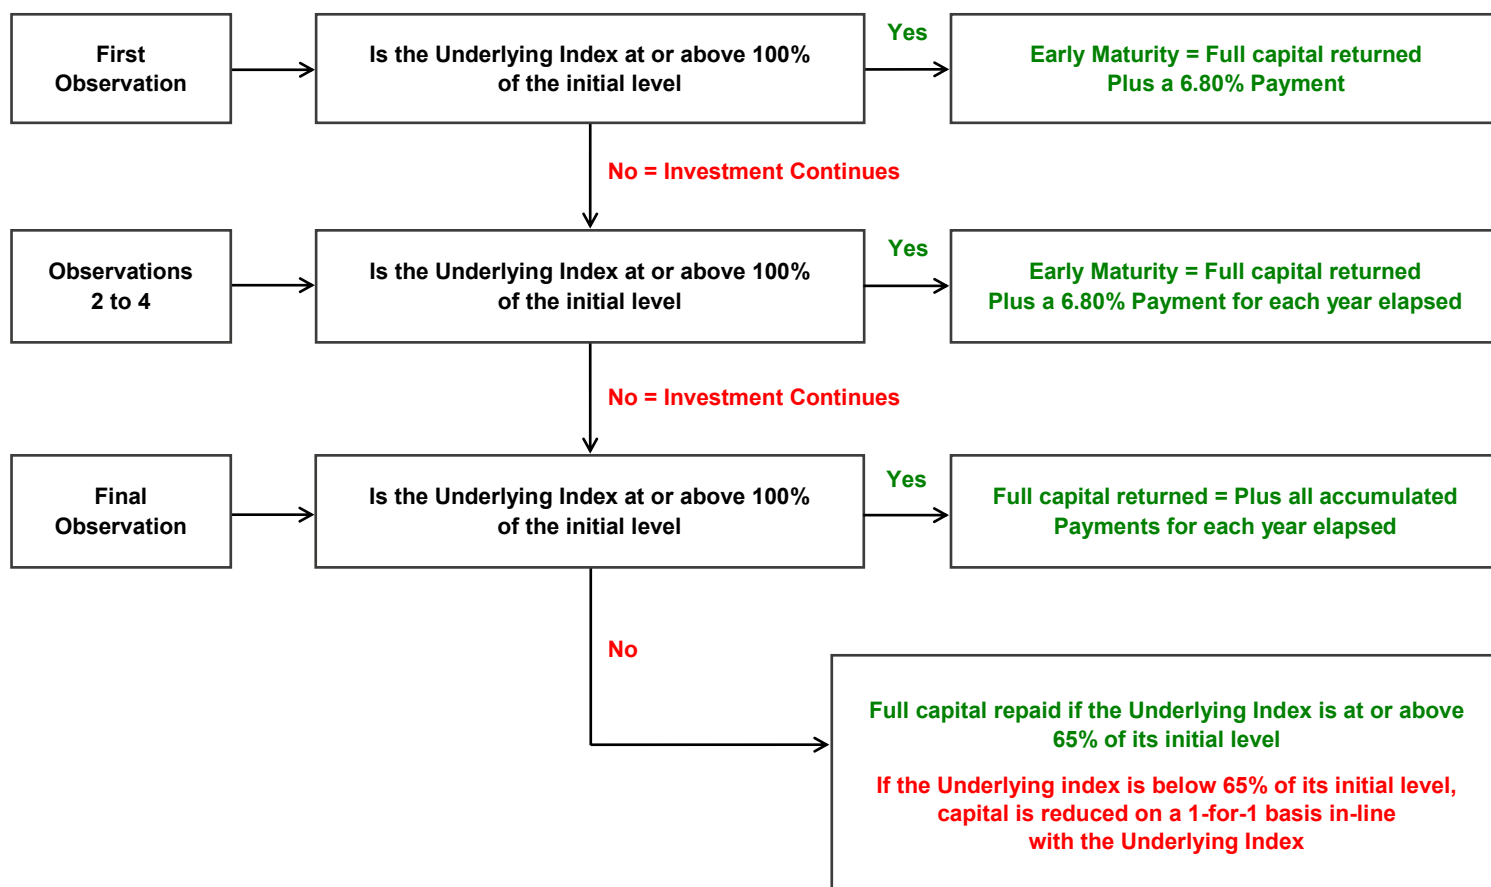 First
Observation
Is the Underlying Index at or above 100%
of the initial level
Yes
Early Maturity = Full capital returned
Plus a 6.80% Payment
No = Investment Continues
Observations
2 to 4
Is the Underlying Index at or above 100%
of the initial level
Yes
Early Maturity = Full capital returned
Plus a 6.80% Payment for each year elapsed
No = Investment Continues
Final
Observation
Is the Underlying Index at or above 100%
of the initial level
Yes
Full capital returned = Plus all accumulated
Payments for each year elapsed
No
Full capital repaid if the Underlying Index is at or above
65% of its initial level
If the Underlying index is below 65% of its initial level,
capital is reduced on a 1-for-1 basis in-line
with the Underlying Index